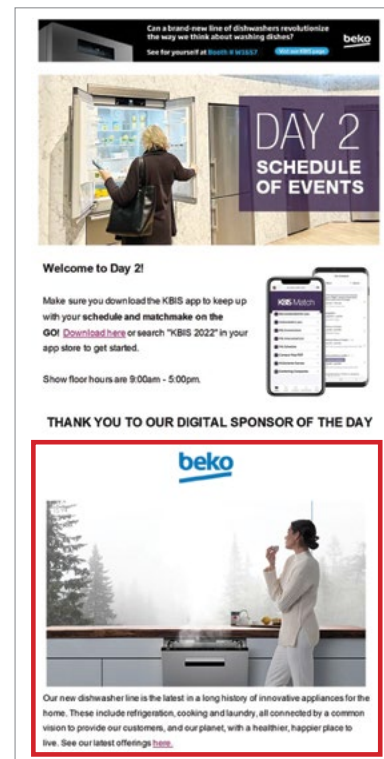 Can a brand-new line of dishwashers revolutionize
the way we think about washing dishes?
See for yourself at Booth # W1657
Visit our KBIS page
beko
DAY 2
SCHEDULE
OF EVENTS
Welcome to Day 2!
Make sure you download the KBIS app to keep up
with your schedule and matchmake on the
GO! Download here or search "KBIS 2022" in your
app store to get started.
Show floor hours are 9:00am - 5:00pm.
KBIS Match
THANK YOU TO OUR DIGITAL SPONSOR OF THE DAY
beko
Our new dishwasher line is the latest in a long history of innovative appliances for the
home. These include refrigeration, cooking and laundry, all connected by a common
vision to provide our customers, and our planet, with a healthier, happier place to
live. See our latest offerings here.